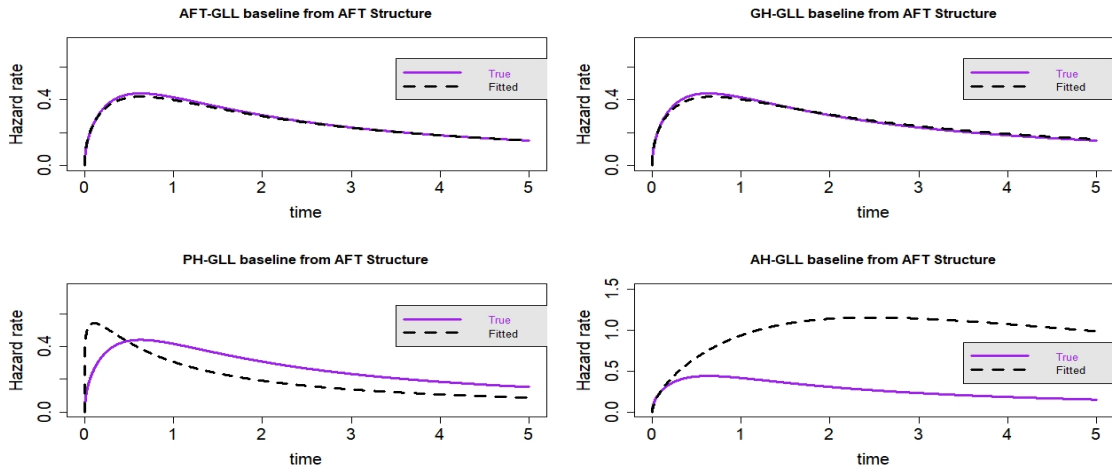 AFT-GLL baseline from AFT Structure
Hazard rate
0.0 0.4
True
Fitted
0 1 2 3 4 5
time
GH-GLL baseline from AFT Structure
Hazard rate
0.0 0.4
True
Fitted
0 1 2 3 4 5
time
PH-GLL baseline from AFT Structure
Hazard rate
0.0 0.4
True
Fitted
0 1 2 3 4 5
time
AH-GLL baseline from AFT Structure
Hazard rate
0.0 0.5 1.0 1.5
True
Fitted
0 1 2 3 4 5
time